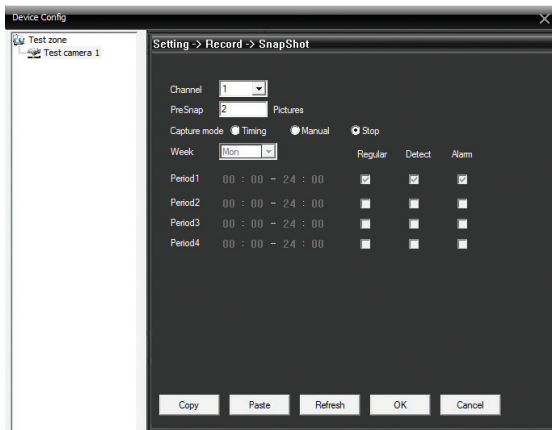 Device Config
Test zone
Test camera 1
Setting -> Record -> SnapShot
Channel 1
PreSnap 2 Pictures
Capture mode Timing Manual Stop
Week Mon Regular Detect Alarm
Period1 00 : 00 - 24 : 00
Period2 00 : 00 - 24 : 00
Period3 00 : 00 - 24 : 00
Period4 00 : 00 - 24 : 00
Copy Paste Refresh OK Cancel